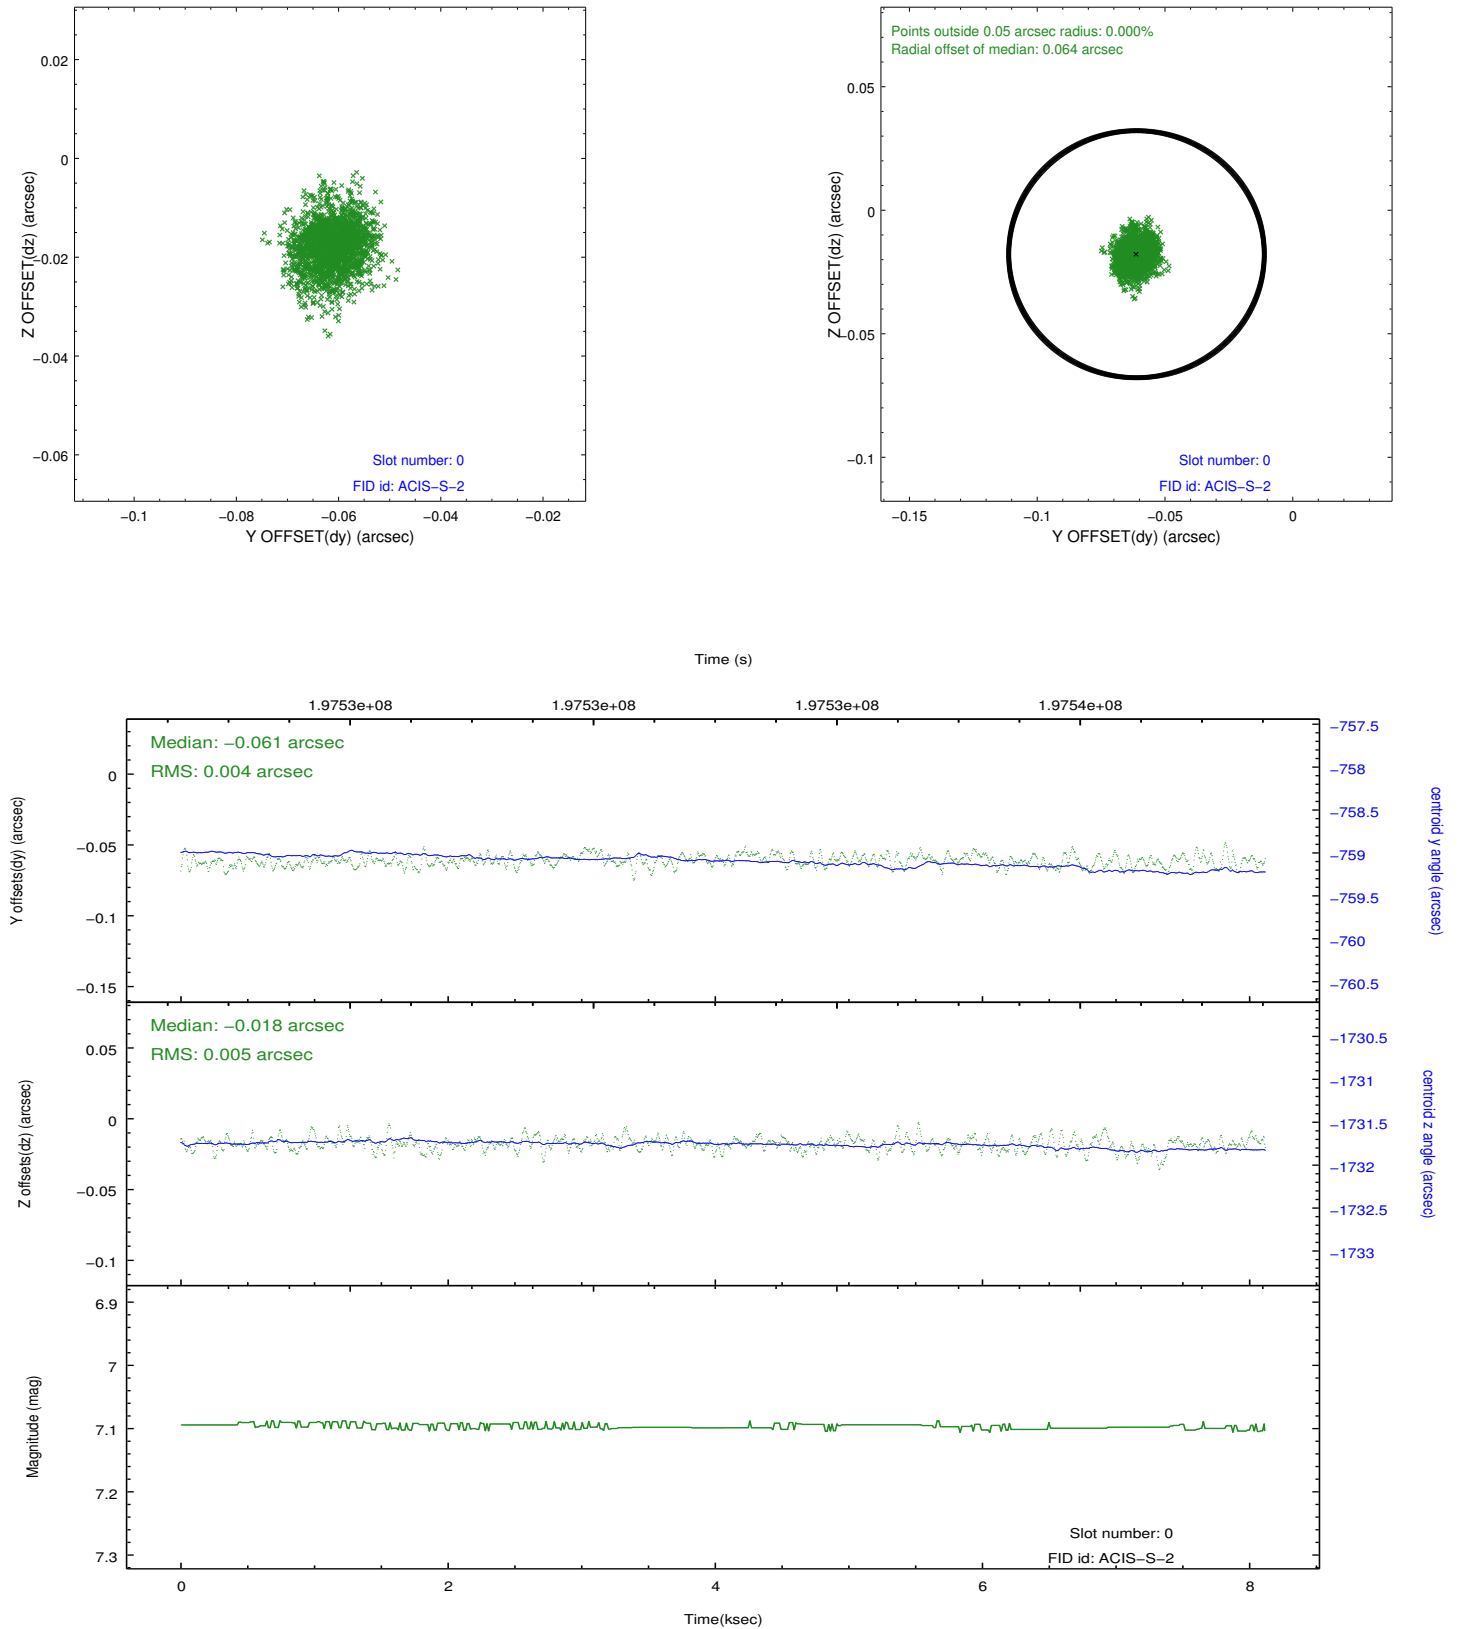 0.02
0
−0.02
−0.04
−0.06
Z OFFSET(dz) (arcsec)
Slot number: 0
FID id: ACIS−S−2
−0.1
−0.08
−0.06
−0.04
−0.02
Y OFFSET(dy) (arcsec)
Points outside 0.05 arcsec radius: 0.000%
Radial offset of median: 0.064 arcsec
0.05
0
−0.05
−0.1
Z OFFSET(dz) (arcsec)
Slot number: 0
FID id: ACIS−S−2
−0.15
−0.1
−0.05
0
Y OFFSET(dy) (arcsec)
Time (s)
1.9753e+08
1.9753e+08
1.9753e+08
1.9754e+08
Median: −0.061 arcsec
RMS: 0.004 arcsec
0
−0.05
−0.1
−0.15
Y offsets(dy) (arcsec)
−757.5
−758
−758.5
−759
−759.5
−760
−760.5
centroid y angle (arcsec)
Median: −0.018 arcsec
RMS: 0.005 arcsec
0.05
0
−0.05
−0.1
Z offsets(dz) (arcsec)
−1730.5
−1731
−1731.5
−1732
−1732.5
−1733
centroid z angle (arcsec)
6.9
7
7.1
7.2
7.3
Magnitude (mag)
Slot number: 0
FID id: ACIS−S−2
0
2
4
6
8
Time(ksec)